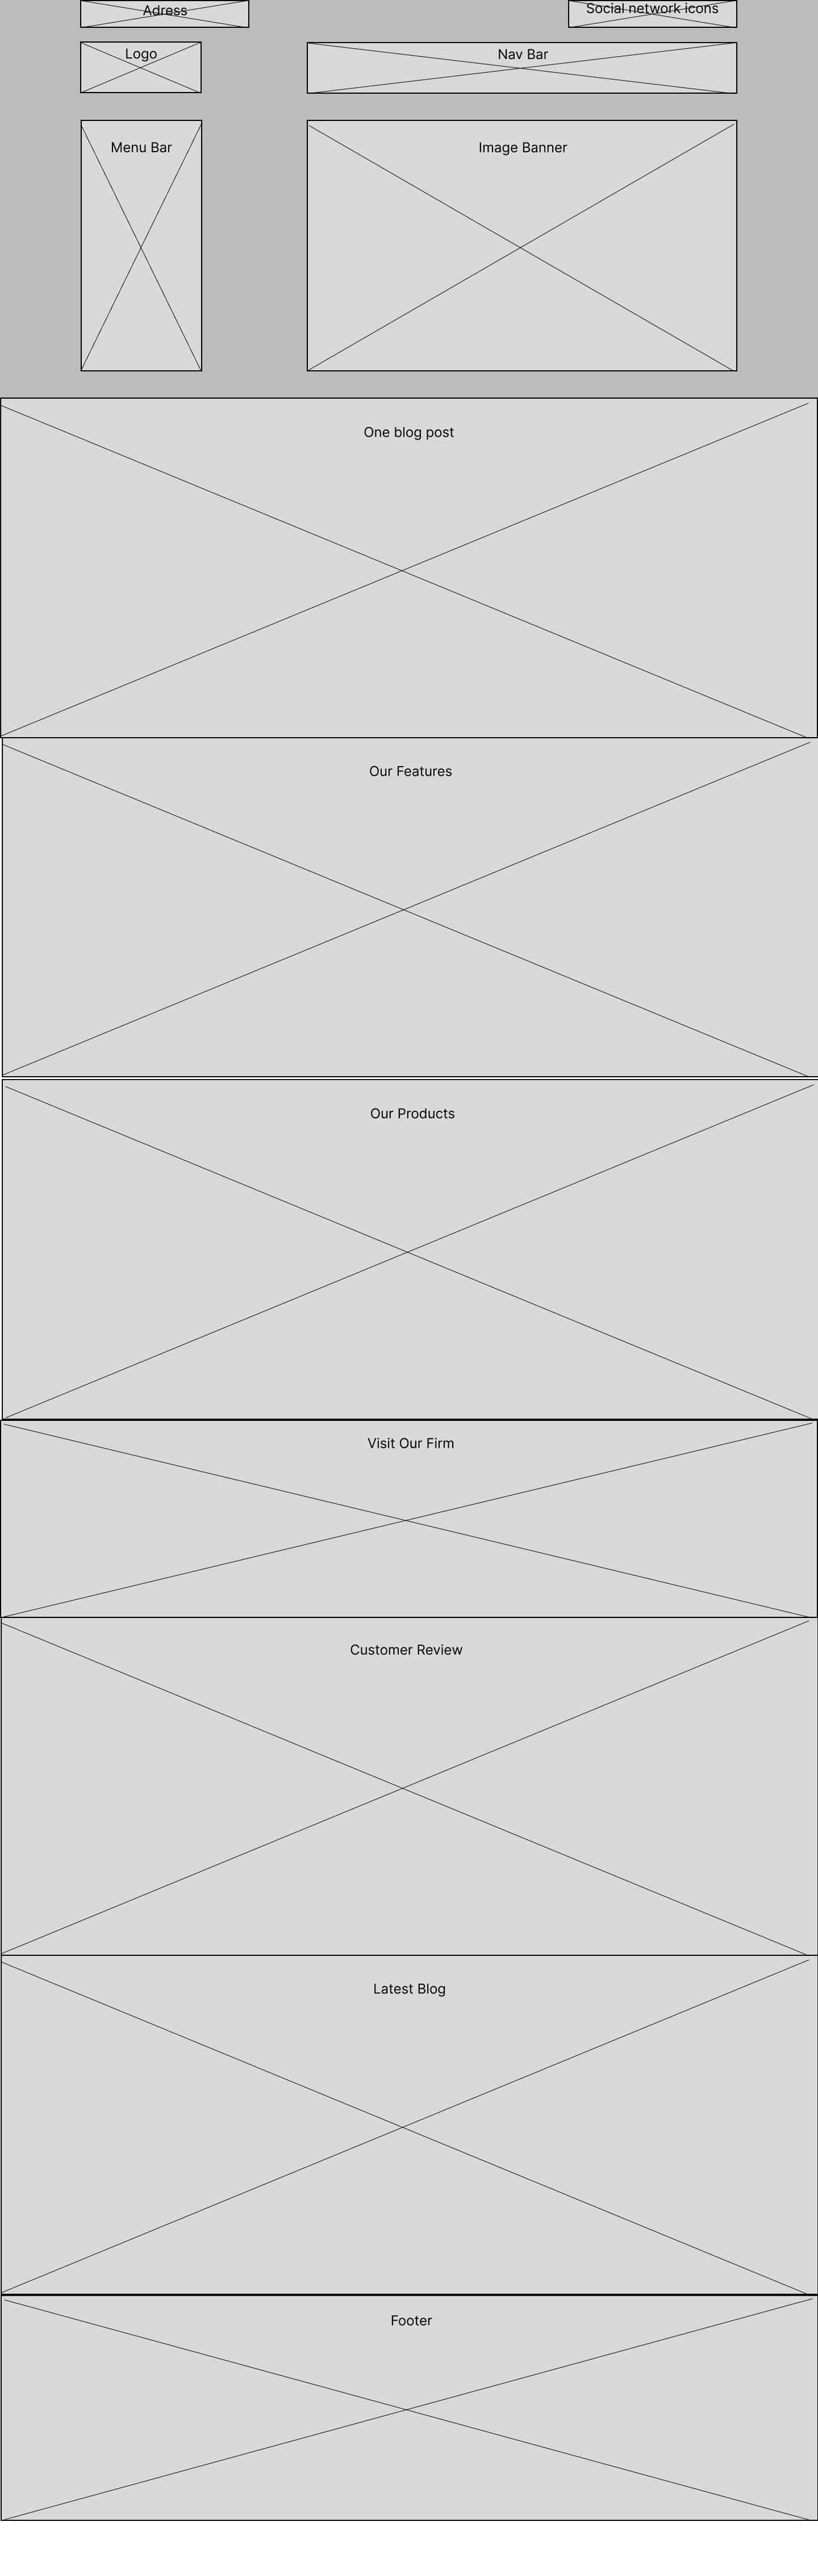 Adress
Social network icons
Logo
Nav Bar
Menu Bar
Image Banner
One blog post
Our Features
Our Products
Visit Our Firm
Customer Review
Latest Blog
Footer